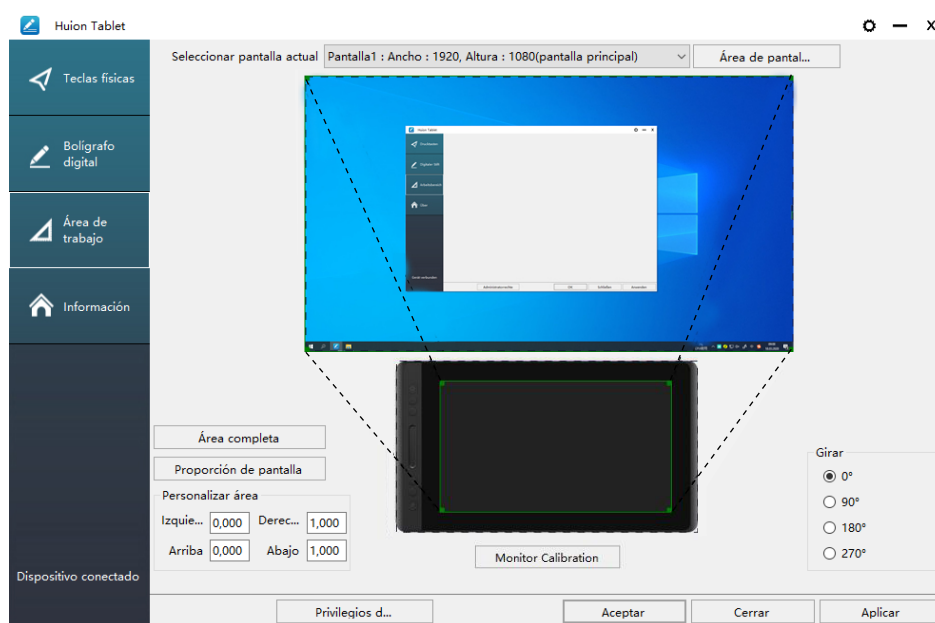 Huion Tablet
Seleccionar pantalla actual Pantalla1 : Ancho : 1920, Altura : 1080(pantalla principal) Área de pantal...
Teclas físicas
Bolígrafo
digital
Área de
trabajo
Información
Huion Tablet
Área completa
Proporción de pantalla
Personalizar área
Izquie... 0,000 Derec... 1,000
Arriba 0,000 Abajo 1,000
Monitor Calibration
Girar
0°
90°
180°
270°
Dispositivo conectado
Privilegios d... Aceptar Cerrar Aplicar